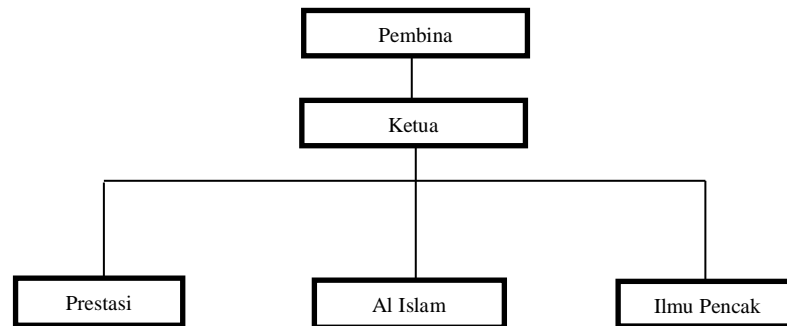 Pembina
Ketua
Prestasi
Al Islam
Ilmu Pencak